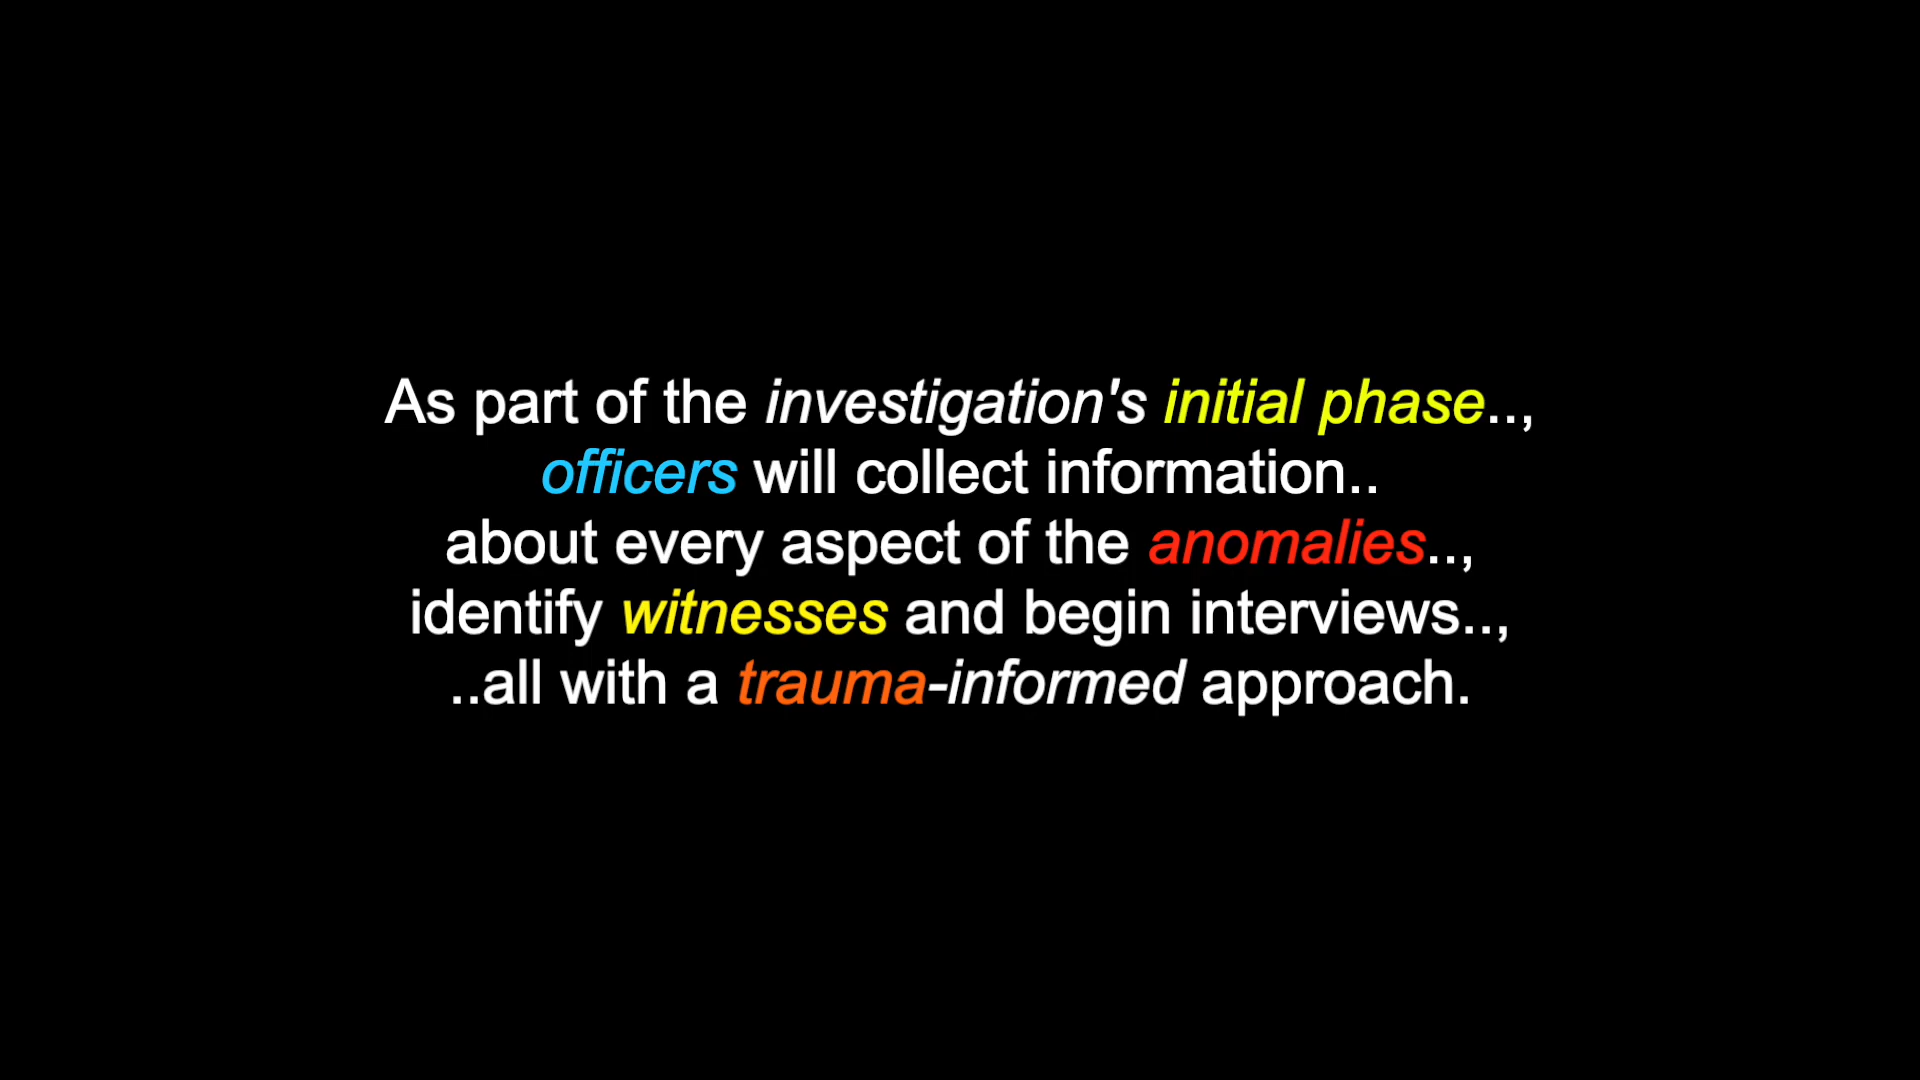 As part of the investigation's initial phase..,
officers will collect information..
about every aspect of the anomalies..,
identify witnesses and begin interviews..,
..all with a trauma-informed approach.